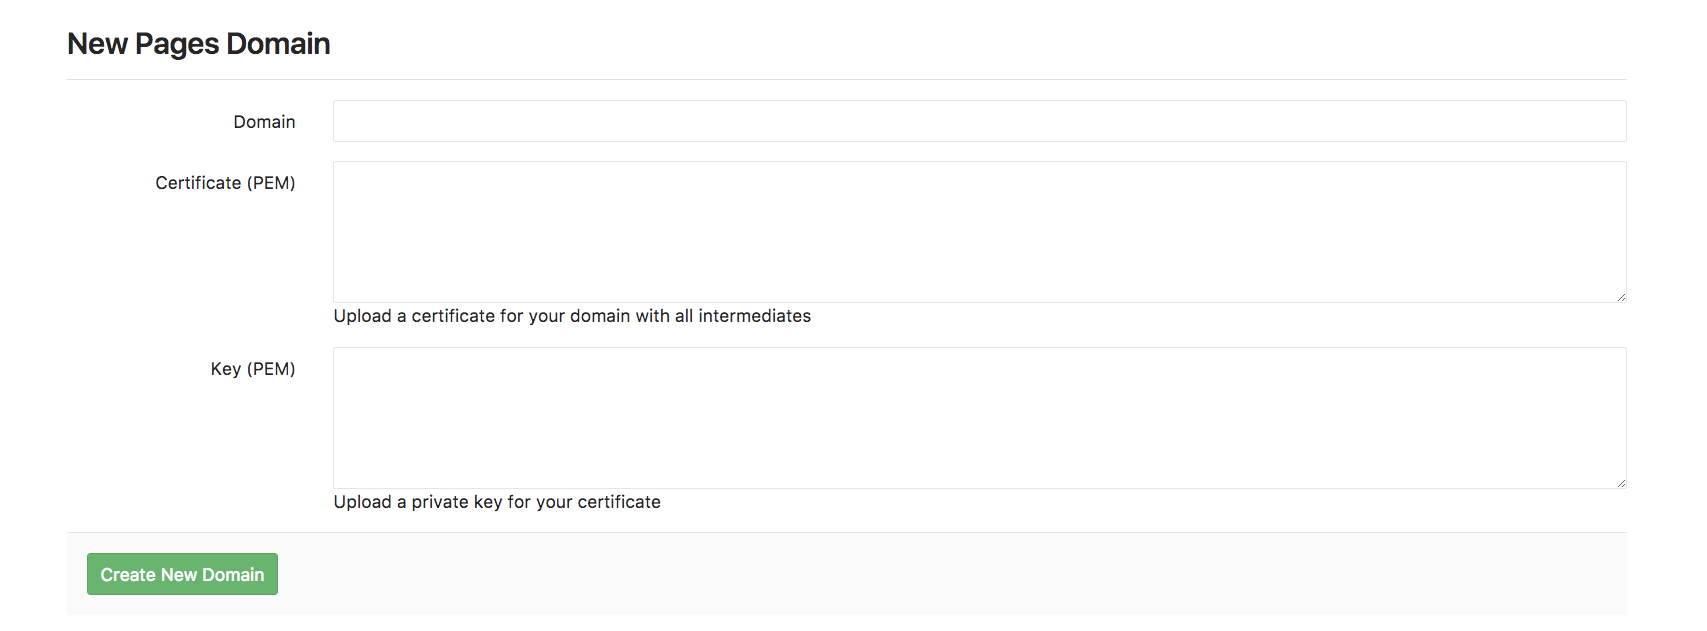 New Pages Domain
Domain
Certificate (PEM)
Upload a certificate for your domain with all intermediates
Key (PEM)
Upload a private key for your certificate
Create New Domain